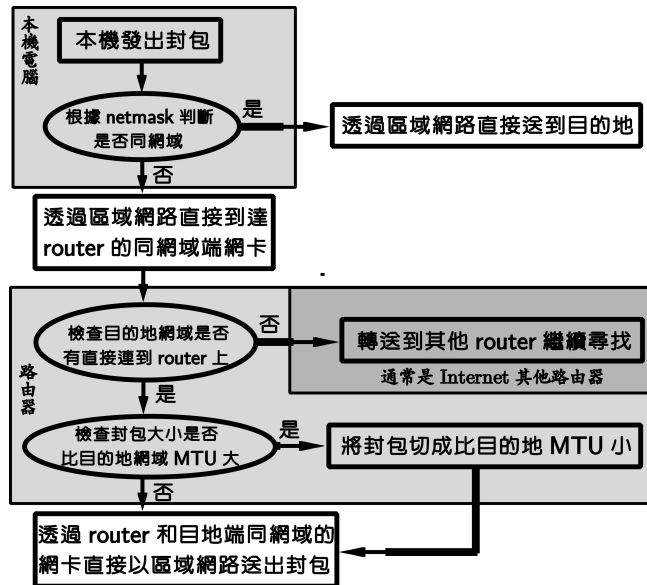 本機電腦
本機發出封包
根據 netmask 判斷
是否同網域
是
透過區域網路直接送到目的地
否
透過區域網路直接到達
router 的同網域端網卡
路由器
檢查目的地網域是否
有直接連到 router 上
否
轉送到其他 router 繼續尋找
通常是 Internet 其他路由器
是
檢查封包大小是否
比目的地網域 MTU 大
是
將封包切成比目的地 MTU 小
否
透過 router 和目地端同網域的
網卡直接以區域網路送出封包